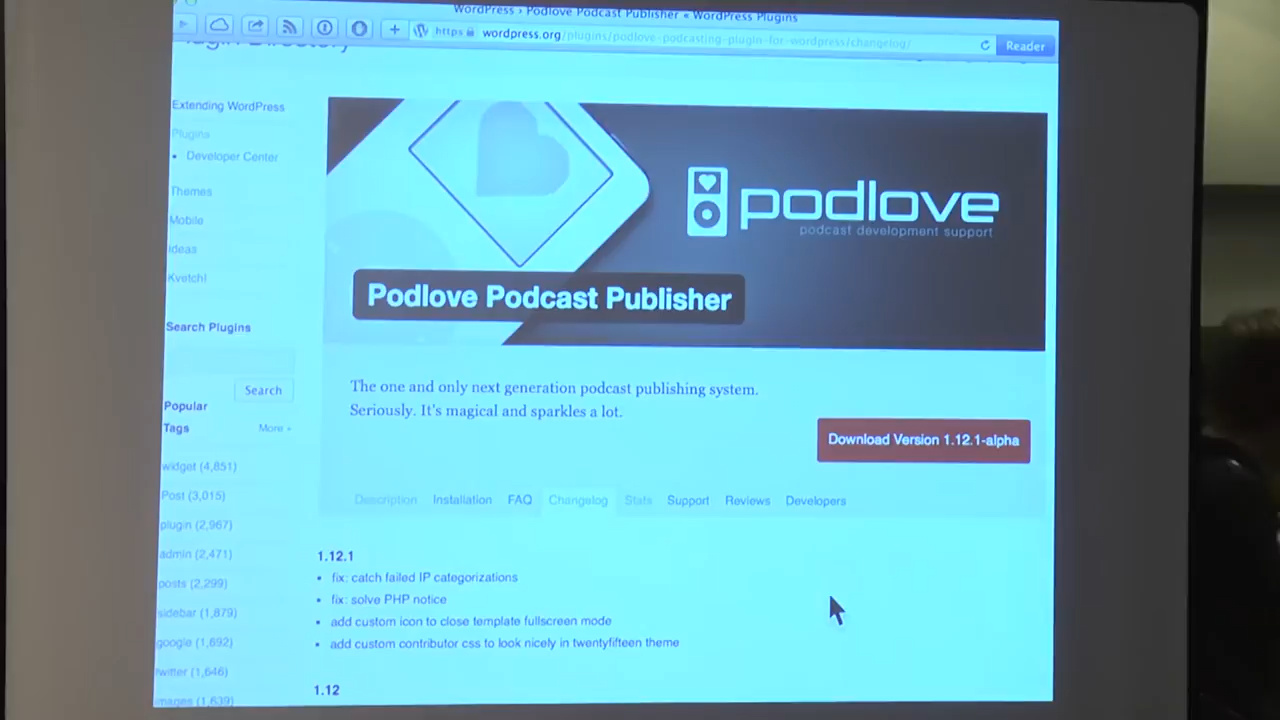 WordPress › Podlove Podcast Publisher « WordPress Plugins
https
wordpress.org/plugins/podlove-podcasting-plugin-for-wordpress/changelog/
Reader
Plugin Directory
Extending WordPress
Plugins
• Developer Center
Themes
Mobile
Ideas
Kvetch!
Search Plugins
Search
Popular
Tags
More »
widget (4,851)
Post (3,015)
plugin (2,967)
admin (2,471)
posts (2,299)
sidebar (1,879)
google (1,692)
twitter (1,646)
images (1,639)
podlove
podcast development support
Podlove Podcast Publisher
The one and only next generation podcast publishing system.
Seriously. It's magical and sparkles a lot.
Download Version 1.12.1-alpha
Description Installation FAQ Changelog Stats Support Reviews Developers
1.12.1
• fix: catch failed IP categorizations
• fix: solve PHP notice
• add custom icon to close template fullscreen mode
• add custom contributor css to look nicely in twentyfifteen theme
1.12